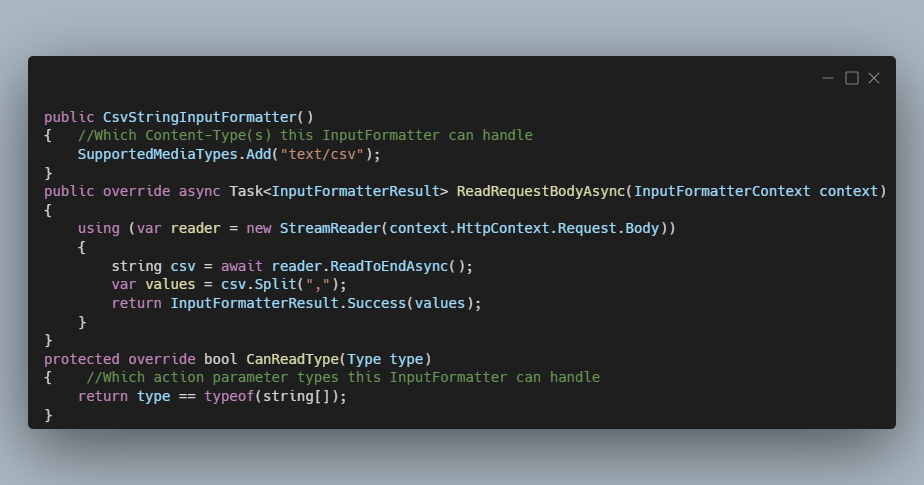 public CsvStringInputFormatter()
{   //Which Content-Type(s) this InputFormatter can handle
    SupportedMediaTypes.Add("text/csv");
}
public override async Task<InputFormatterResult> ReadRequestBodyAsync(InputFormatterContext context)
{
    using (var reader = new StreamReader(context.HttpContext.Request.Body))
    {
        string csv = await reader.ReadToEndAsync();
        var values = csv.Split(",");
        return InputFormatterResult.Success(values);
    }
}
protected override bool CanReadType(Type type)
{    //Which action parameter types this InputFormatter can handle
    return type == typeof(string[]);
}